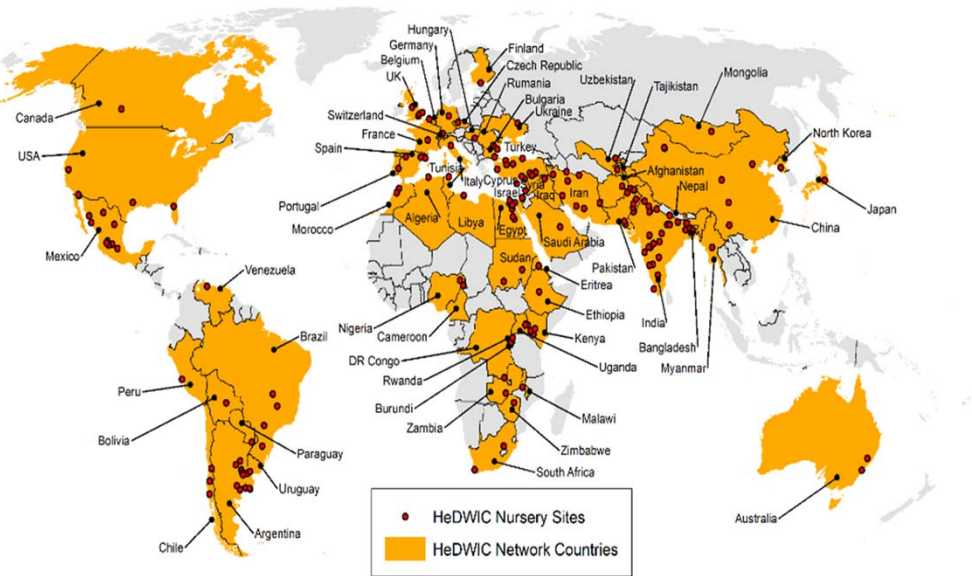 Canada
USA
Mexico
Venezuela
Brazil
Peru
Bolivia
Paraguay
Uruguay
Argentina
Chile
Hungary
Germany
Belgium
UK
Switzerland
France
Spain
Portugal
Morocco
Finland
Czech Republic
Rumania
Bulgaria
Ukraine
Turkey
Tunisia
Italy
Cyprus
Syria
Israel
Iraq
Iran
Algeria
Libya
Egypt
Saudi Arabia
Sudan
Eritrea
Ethiopia
Nigeria
Cameroon
Kenya
DR Congo
Rwanda
Uganda
Burundi
Malawi
Zambia
Zimbabwe
South Africa
Uzbekistan
Tajikistan
Mongolia
North Korea
Afghanistan
Nepal
Japan
China
Pakistan
India
Bangladesh
Myanmar
Australia
HeDWIC Nursery Sites
HeDWIC Network Countries